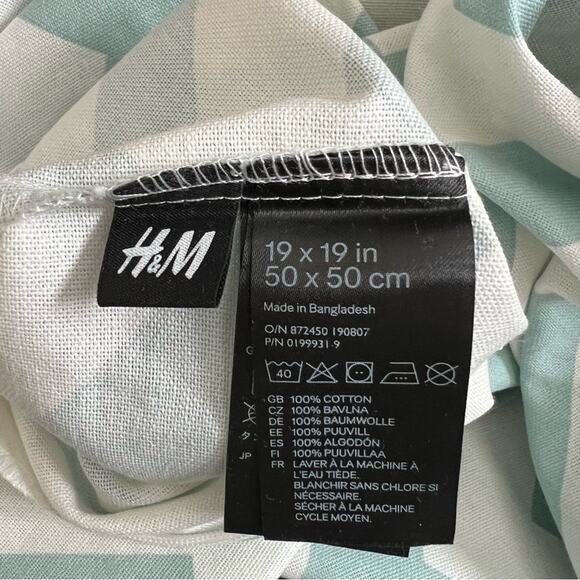 H&M
19 x 19 in
50 x 50 cm
Made in Bangladesh
O/N 872450 190807
P/N 0199931-9
40
GB 100% COTTON
CZ 100% BAVLNA
DE 100% BAUMWOLLE
EE 100% PUUVILL
ES 100% ALGODÓN
FI 100% PUUVILLAA
FR LAVER À LA MACHINE À
L'EAU TIÈDE.
BLANCHIR SANS CHLORE SI
NÉCESSAIRE.
SÉCHER À LA MACHINE
CYCLE MOYEN.
JP